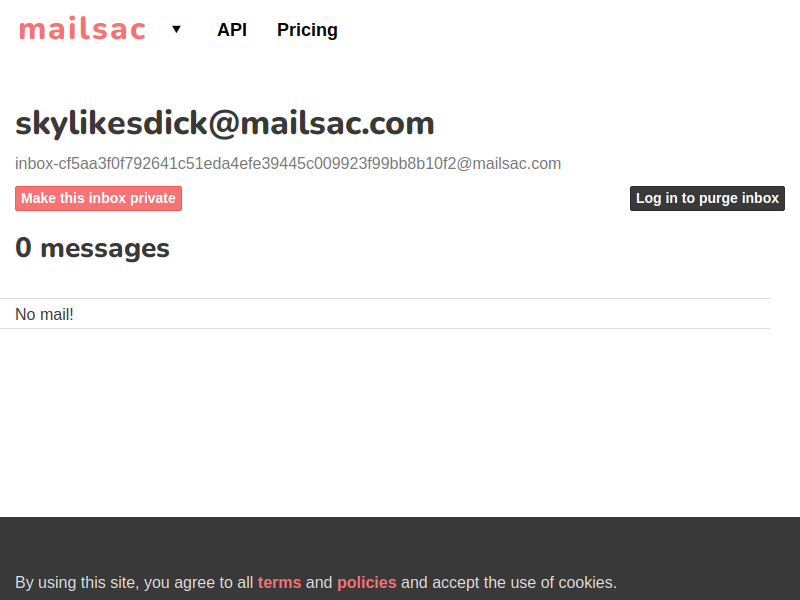 mailsac ▼ API Pricing
skylikesdick@mailsac.com
inbox-cf5aa3f0f792641c51eda4efe39445c009923f99bb8b10f2@mailsac.com
Make this inbox private Log in to purge inbox
0 messages
No mail!
By using this site, you agree to all terms and policies and accept the use of cookies.